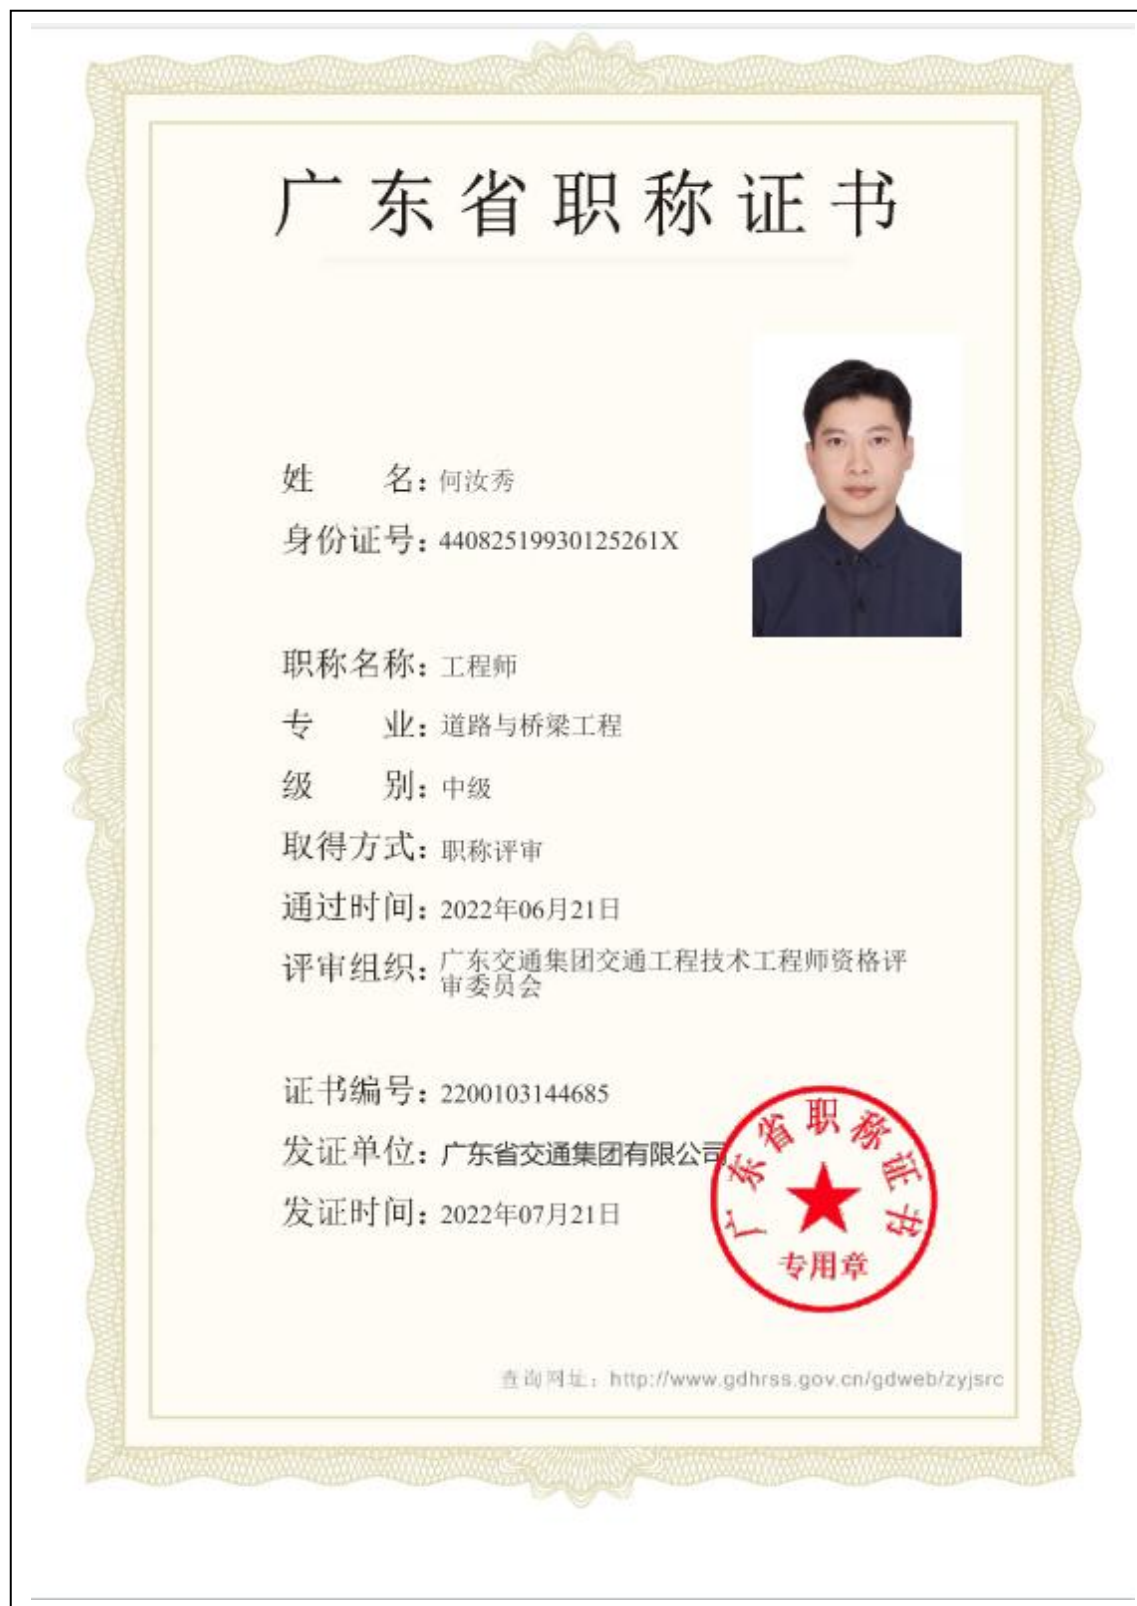 广东省职称证书
姓 名：何汝秀
身份证号：44082519930125261X
职称名称：工程师
专 业：道路与桥梁工程
级 别：中级
取得方式：职称评审
通过时间：2022年06月21日
评审组织：广东交通集团交通工程技术工程师资格评
审委员会
证书编号：2200103144685
发证单位：广东省交通集团有限公司
发证时间：2022年07月21日
广东省职称证书
专用章
查询网址：http://www.gdhrss.gov.cn/gdweb/zyjsrc